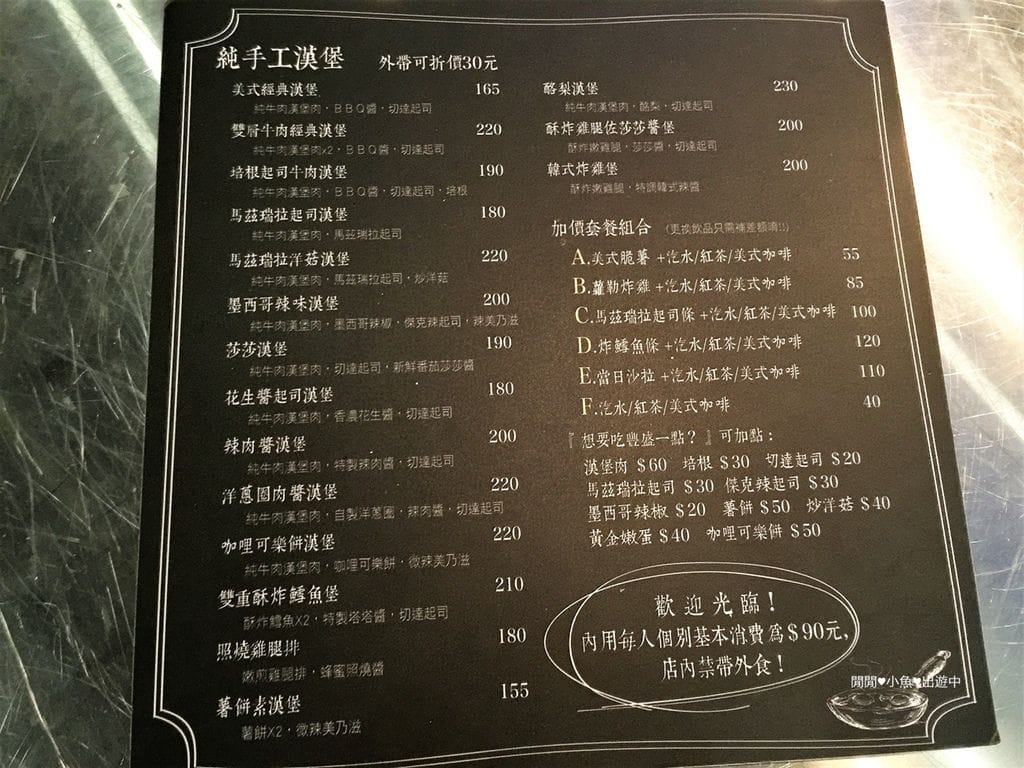 純手工漢堡 外帶可折價30元
美式經典漢堡 165
純牛肉漢堡肉，BBQ醬，切達起司
雙層牛肉經典漢堡 220
純牛肉漢堡肉x2，BBQ醬，切達起司
培根起司牛肉漢堡 190
純牛肉漢堡肉，BBQ醬，切達起司，培根
馬茲瑞拉起司漢堡 180
純牛肉漢堡肉，馬茲瑞拉起司
馬茲瑞拉洋菇漢堡 220
純牛肉漢堡肉，馬茲瑞拉起司，炒洋菇
墨西哥辣味漢堡 200
純牛肉漢堡肉，墨西哥辣椒，傑克辣起司，辣美乃滋
莎莎漢堡 190
純牛肉漢堡肉，切達起司，新鮮番茄莎莎醬
花生醬起司漢堡 180
純牛肉漢堡肉，香濃花生醬，切達起司
辣肉醬漢堡 200
純牛肉漢堡肉，特製辣肉醬，切達起司
洋蔥圈肉醬漢堡 220
純牛肉漢堡肉，自製洋蔥圈，辣肉醬，切達起司
咖哩可樂餅漢堡 220
純牛肉漢堡肉，咖哩可樂餅，微辣美乃滋
雙重酥炸鱈魚堡 210
酥炸鱈魚X2，特製塔塔醬，切達起司
照燒雞腿排 180
嫩煎雞腿排，蜂蜜照燒醬
薯餅素漢堡 155
薯餅X2，微辣美乃滋
酪梨漢堡 230
純牛肉漢堡肉，酪梨，切達起司
酥炸雞腿佐莎莎醬堡 200
酥炸嫩雞腿，莎莎醬，切達起司
韓式炸雞堡 200
酥炸嫩雞腿，特調韓式辣醬
加價套餐組合 (更換飲品只需補差額唷!!)
A.美式脆薯+汽水/紅茶/美式咖啡 55
B.蘿勒炸雞+汽水/紅茶/美式咖啡 85
C.馬茲瑞拉起司條+汽水/紅茶/美式咖啡 100
D.炸鱈魚條+汽水/紅茶/美式咖啡 120
E.當日沙拉+汽水/紅茶/美式咖啡 110
F.汽水/紅茶/美式咖啡 40
『想要吃豐盛一點？』可加點：
漢堡肉 $60 培根 $30 切達起司 $20
馬茲瑞拉起司 $30 傑克辣起司 $30
墨西哥辣椒 $20 薯餅 $50 炒洋菇 $40
黃金嫩蛋 $40 咖哩可樂餅 $50
歡迎光臨！
內用每人個別基本消費為$90元，
店內禁帶外食！
閒閒♥小魚♥出遊中